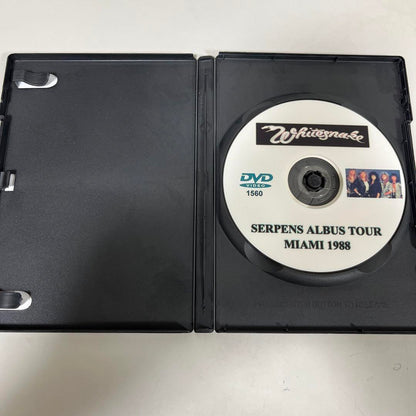 Whitesnake
DVD
VIDEO
1560
SERPENS ALBUS TOUR
MIAMI 1988